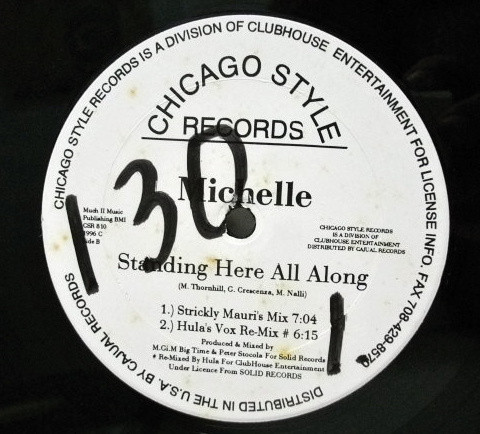 CHICAGO STYLE RECORDS IS A DIVISION OF CLUBHOUSE ENTERTAINMENT FOR LICENSE INFO, FAX 708-429-8570
CHICAGO STYLE
RECORDS
130
Michelle
Much II Music
Publishing BMI
CSR 810
1996 C
Side B
CHICAGO STYLE RECORDS
IS A DIVISION OF
CLUBHOUSE ENTERTAINMENT
DISTRIBUTED BY CAJUAL RECORDS
Standing Here All Along
(M. Thornhill, C. Crescenza, M. Nalli)
1.) Strickly Mauri's Mix 7:04
2.) Hula's Vox Re-Mix # 6:15
Produced & Mixed by
M.Gi.M Big Time & Peter Stocola For Solid Records
# Re-Mixed By Hula For ClubHouse Entertainment
Under Licence From SOLID RECORDS
1
DISTRIBUTED IN THE U.S.A. BY CAJUAL RECORDS